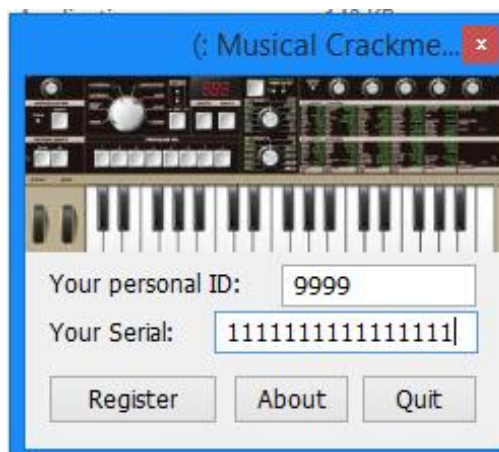 (: Musical Crackme... x
Your personal ID: 9999
Your Serial: 1111111111111111
Register About Quit